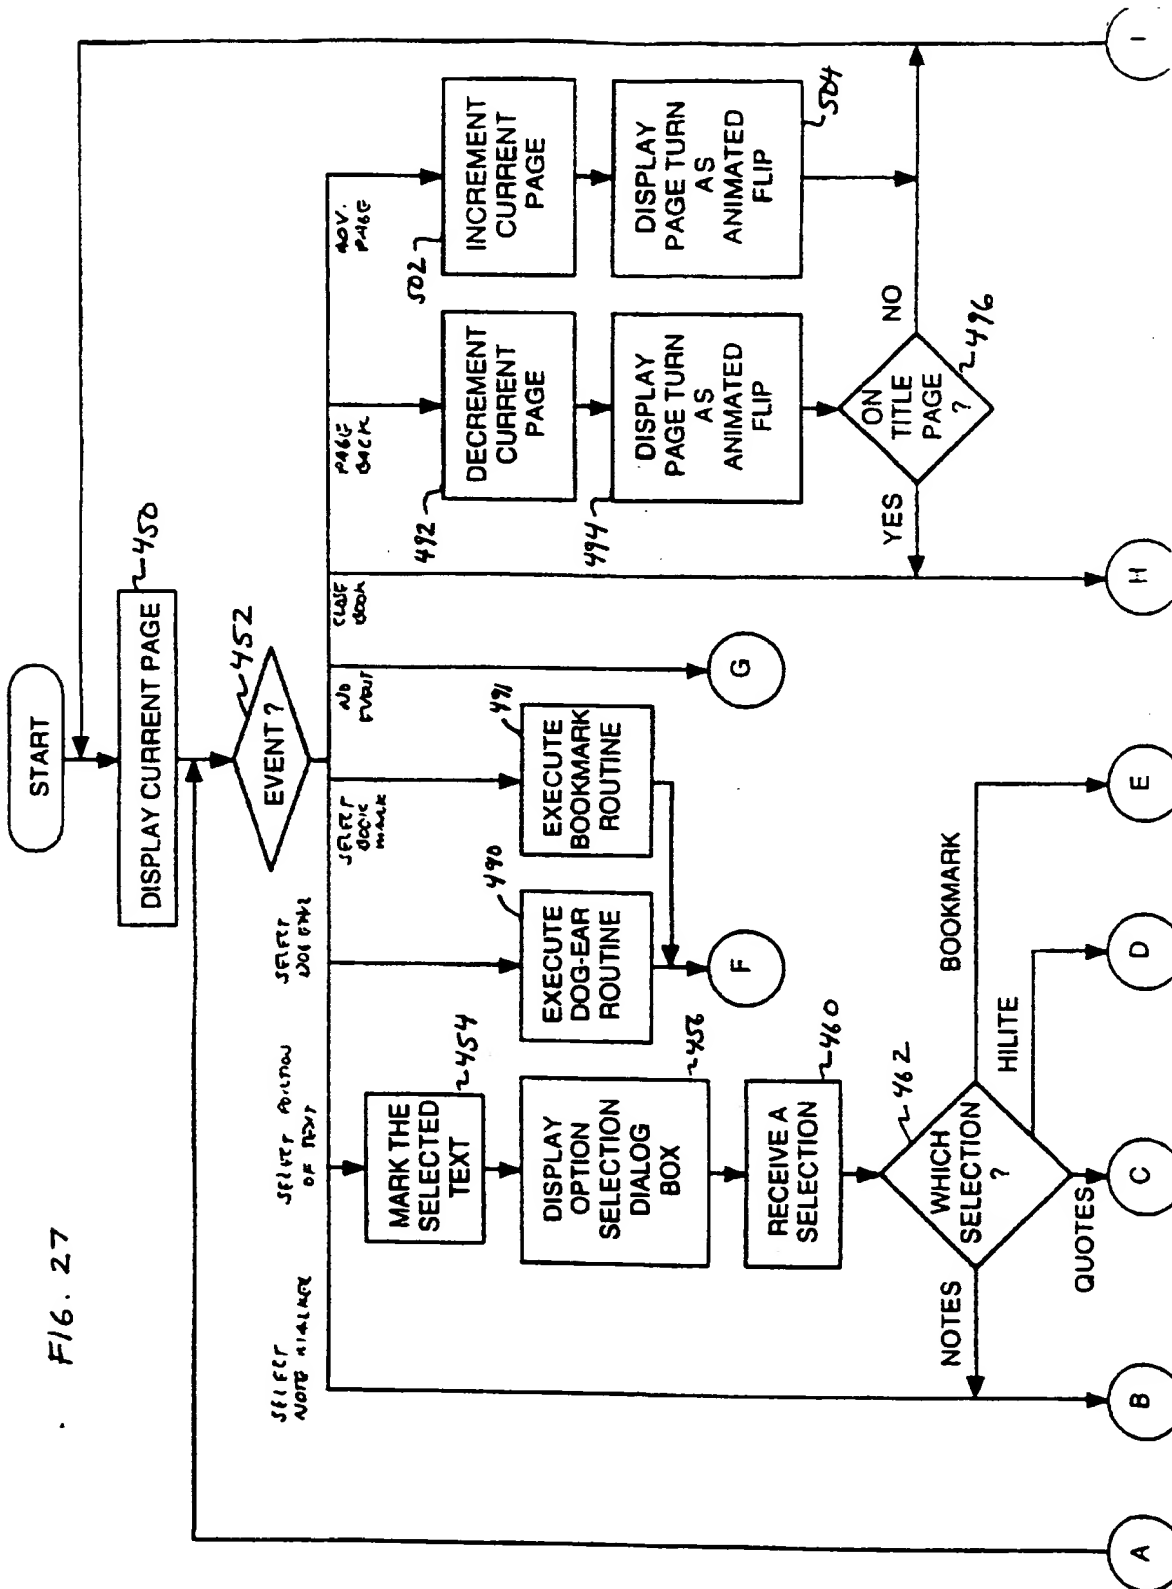 FIG. 27
START
DISPLAY CURRENT PAGE
450
EVENT ?
452
SELECT
NOTE MARKER
SELECT PORTION
OF TEXT
SELECT
DOG EAR
SELECT
BOOK
MARK
NO
EVENT
CLOSE
BOOK
PAGE
BACK
ADV.
PAGE
MARK THE
SELECTED
TEXT
454
DISPLAY
OPTION
SELECTION
DIALOG
BOX
456
RECEIVE A
SELECTION
460
WHICH
SELECTION
?
462
NOTES
QUOTES
HILITE
BOOKMARK
EXECUTE
DOG-EAR
ROUTINE
490
EXECUTE
BOOKMARK
ROUTINE
491
DECREMENT
CURRENT
PAGE
492
DISPLAY
PAGE TURN
AS
ANIMATED
FLIP
494
ON
TITLE
PAGE
?
496
YES
NO
INCREMENT
CURRENT
PAGE
502
DISPLAY
PAGE TURN
AS
ANIMATED
FLIP
504
F
G
A
B
C
D
E
H
I